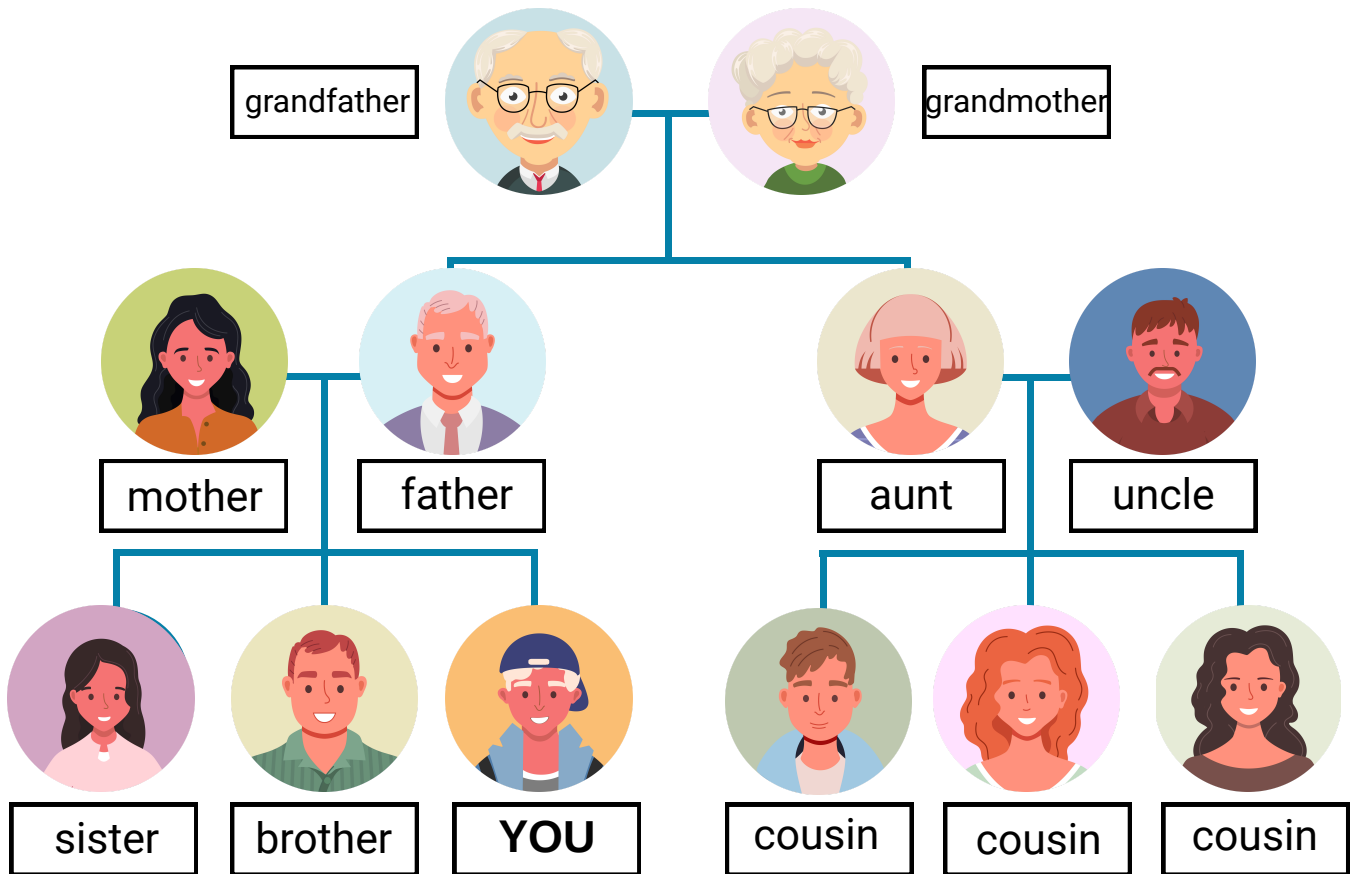 grandfather
grandmother
mother
father
aunt
uncle
sister
brother
YOU
cousin
cousin
cousin